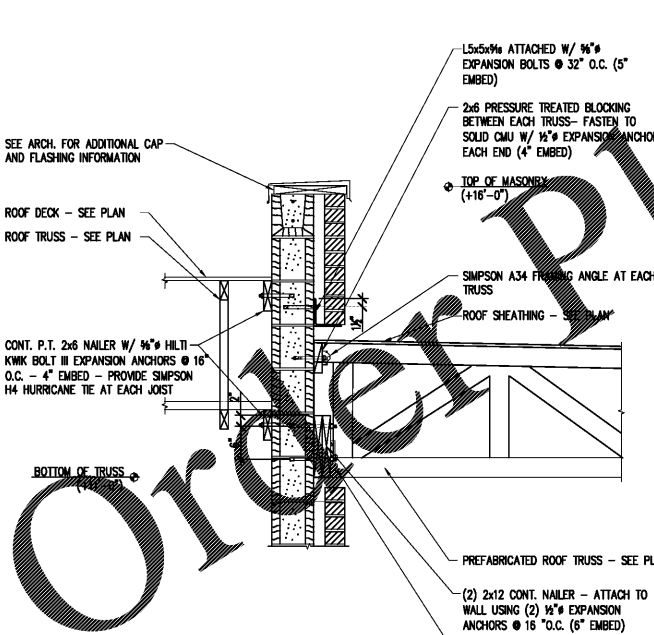 L5x5x5/16 ATTACHED W/ 5/8"ø
EXPANSION BOLTS @ 32" O.C. (5"
EMBED)
2x6 PRESSURE TREATED BLOCKING
BETWEEN EACH TRUSS– FASTEN TO
SOLID CMU W/ ½"ø EXPANSION ANCHOR
EACH END (4" EMBED)
SEE ARCH. FOR ADDITIONAL CAP
AND FLASHING INFORMATION
TOP OF MASONRY
(+16'-0")
ROOF DECK – SEE PLAN
ROOF TRUSS – SEE PLAN
SIMPSON A34 FRAMING ANGLE AT EACH
TRUSS
ROOF SHEATHING – SEE PLAN
1½"
CONT. P.T. 2x6 NAILER W/ 5/8"ø HILTI
KWIK BOLT III EXPANSION ANCHORS @ 16"
O.C. – 4" EMBED – PROVIDE SIMPSON
H4 HURRICANE TIE AT EACH JOIST
6"
BOTTOM OF TRUSS
PREFABRICATED ROOF TRUSS – SEE
(2) 2x12 CONT. NAILER – ATTACH TO
WALL USING (2) ½"ø EXPANSION
ANCHORS @ 16 "O.C. (6" EMBED)
Order Pl